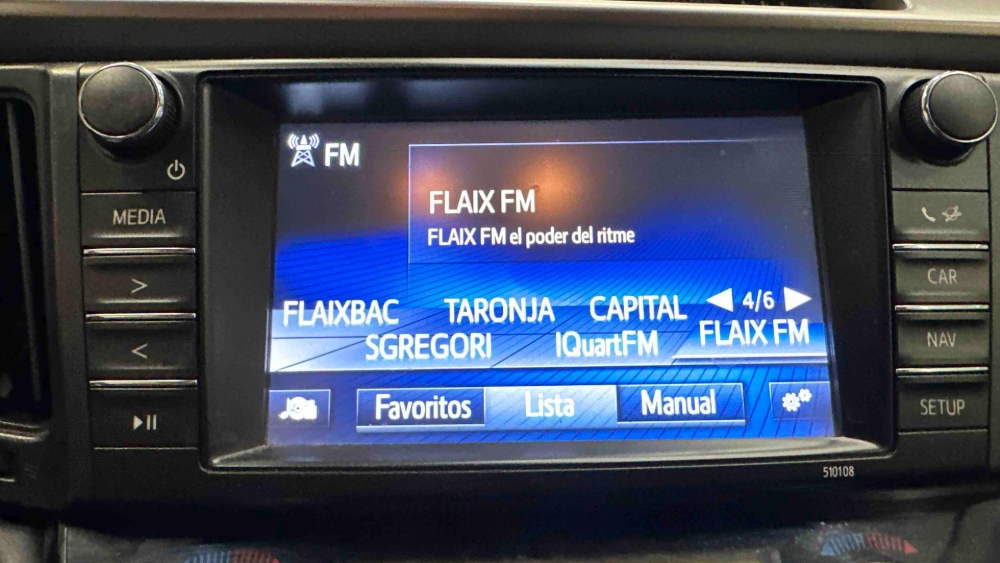 FM
FLAIX FM
FLAIX FM el poder del ritme
FLAIXBAC TARONJA CAPITAL 4/6
SGREGORI IQuartFM FLAIX FM
Favoritos Lista Manual
MEDIA
>
<
CAR
NAV
SETUP
510108